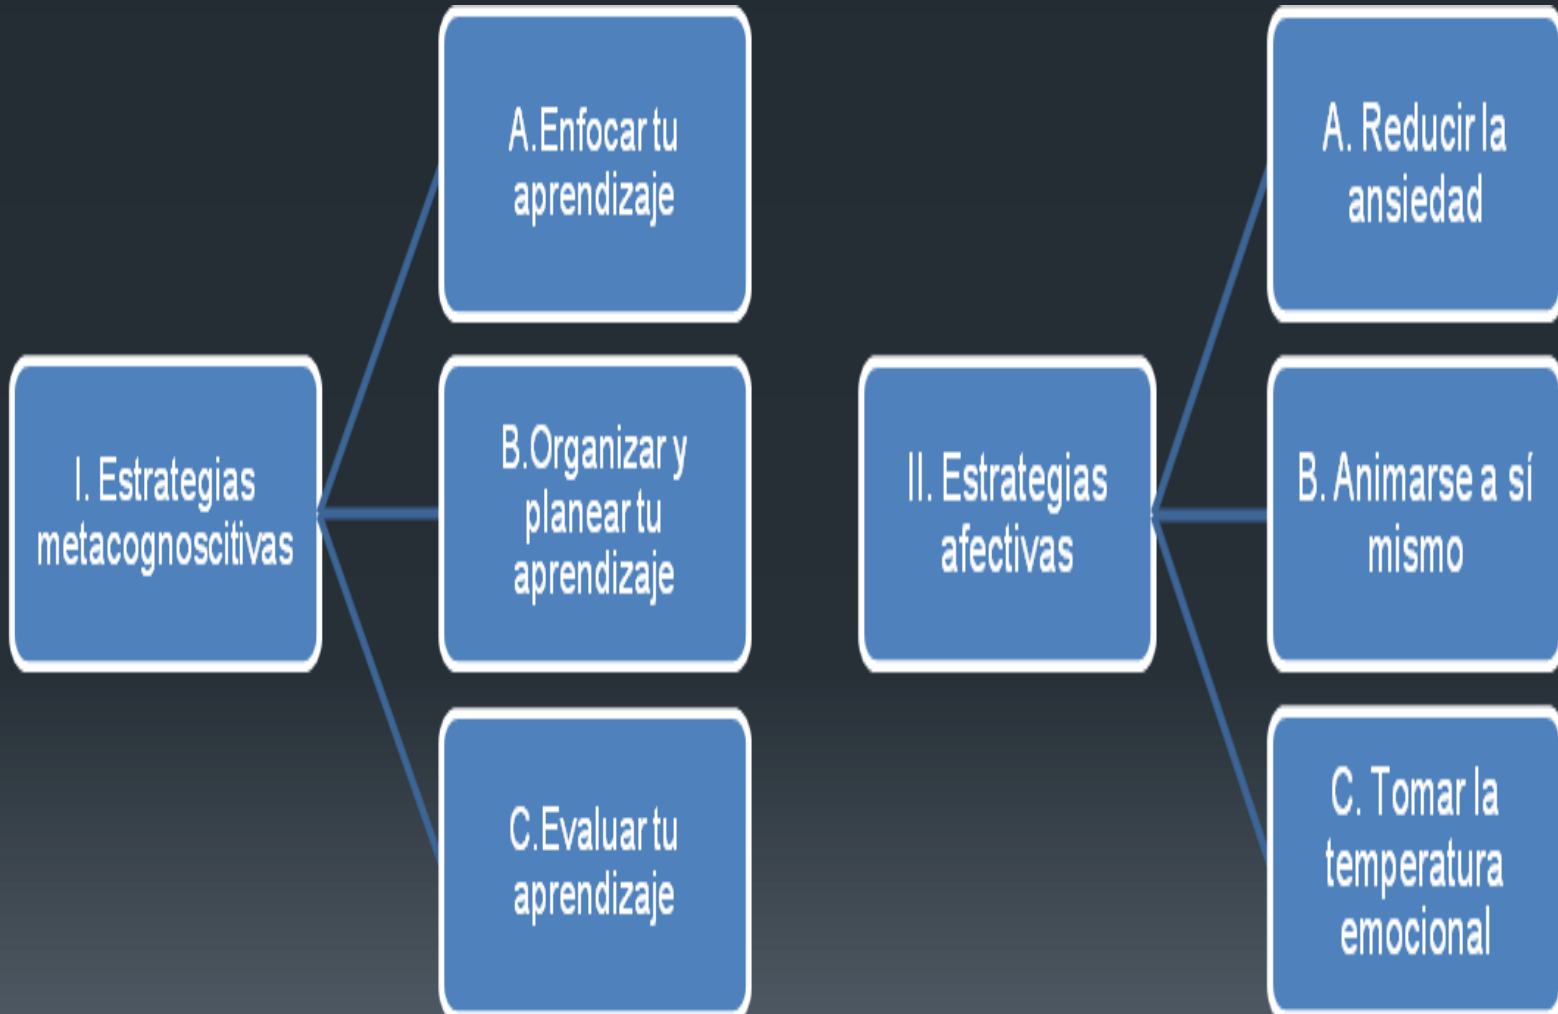 I. Estrategias
metacognoscitivas
A.Enfocar tu
aprendizaje
B.Organizar y
planear tu
aprendizaje
C.Evaluar tu
aprendizaje
II. Estrategias
afectivas
A. Reducir la
ansiedad
B. Animarse a sí
mismo
C. Tomar la
temperatura
emocional